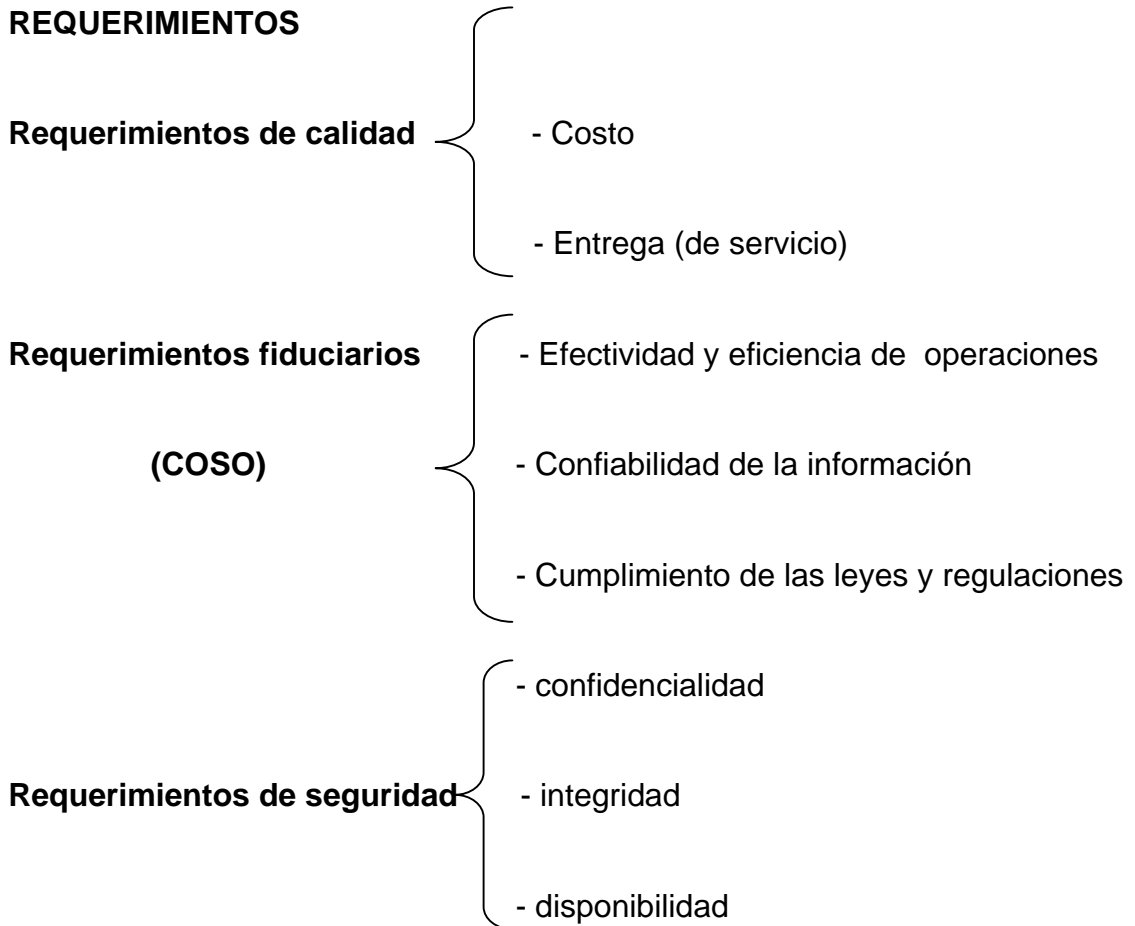 REQUERIMIENTOS
Requerimientos de calidad - Costo
- Entrega (de servicio)
Requerimientos fiduciarios - Efectividad y eficiencia de operaciones
(COSO) - Confiabilidad de la información
- Cumplimiento de las leyes y regulaciones
- confidencialidad
Requerimientos de seguridad - integridad
- disponibilidad